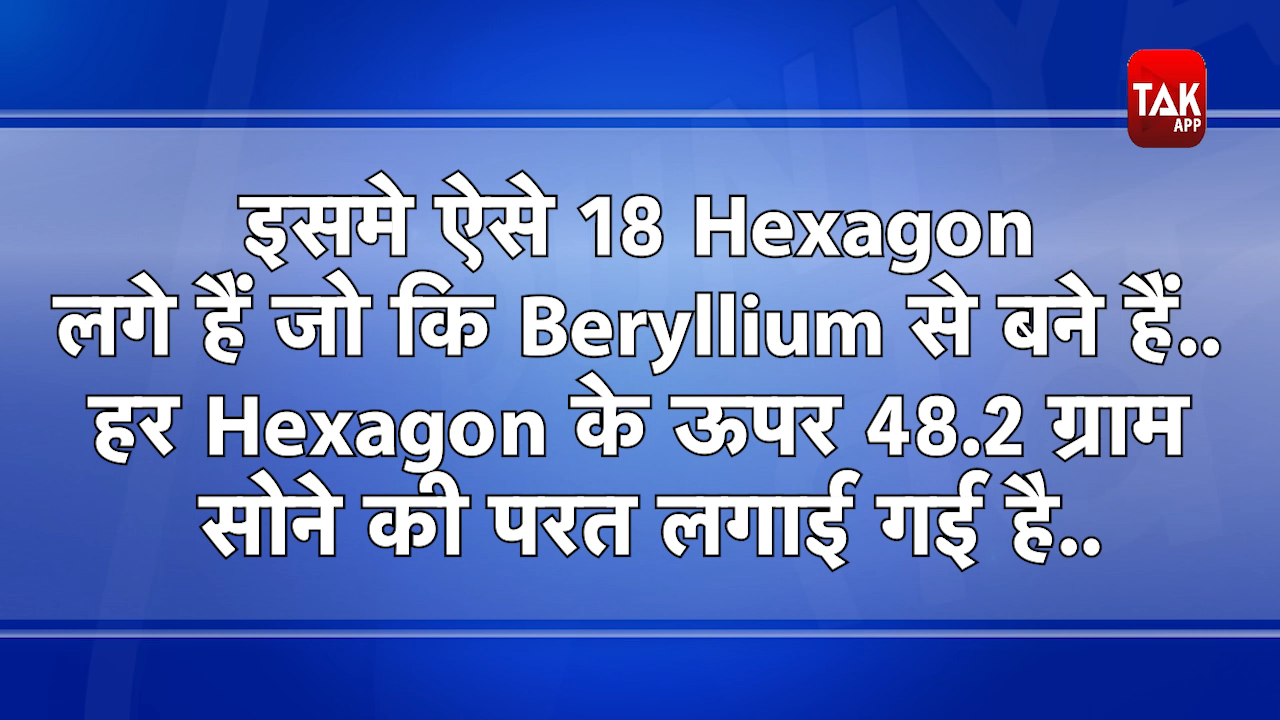 TAK
APP
इसमे ऐसे 18 Hexagon
लगे हैं जो कि Beryllium से बने हैं..
हर Hexagon के ऊपर 48.2 ग्राम
सोने की परत लगाई गई है..